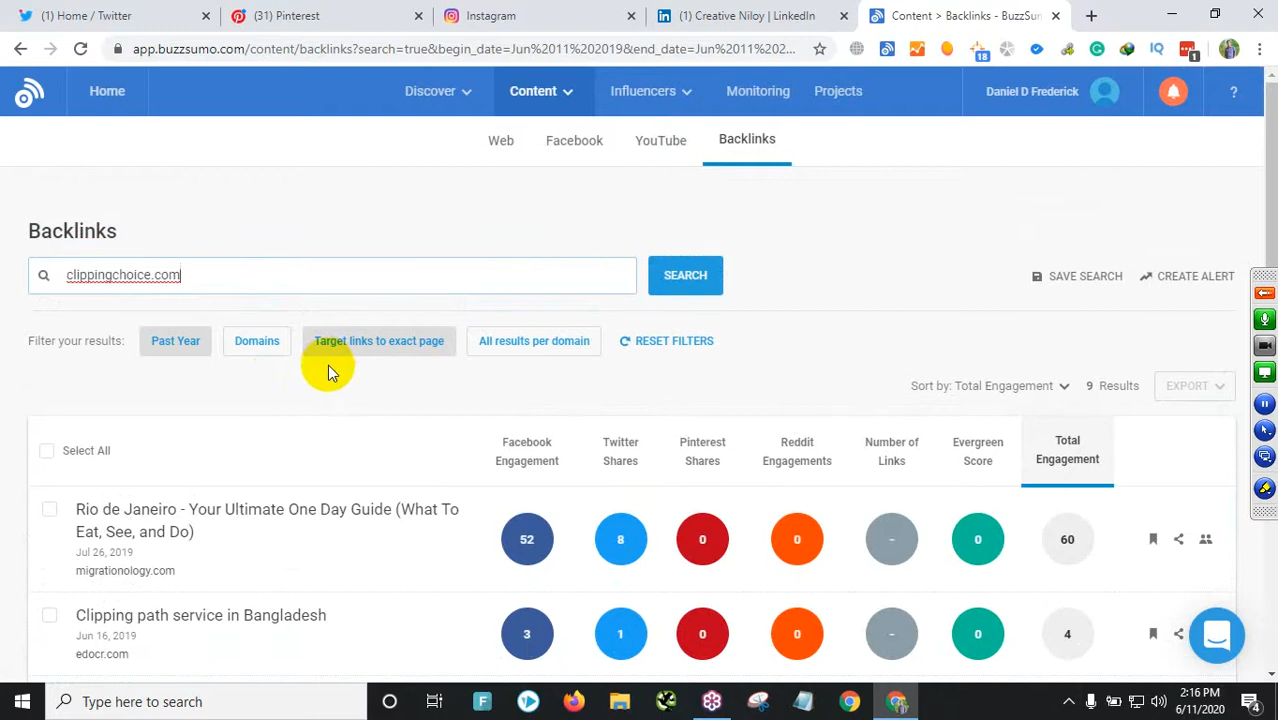 (1) Home / Twitter
(31) Pinterest
Instagram
(1) Creative Niloy | LinkedIn
Content > Backlinks - BuzzSum
app.buzzsumo.com/content/backlinks?search=true&begin_date=Jun%2011%202019&end_date=Jun%2011%202...
18
IQ
1
Home
Discover
Content
Influencers
Monitoring
Projects
Daniel D Frederick
?
Web
Facebook
YouTube
Backlinks
Backlinks
clippingchoice.com
SEARCH
SAVE SEARCH
CREATE ALERT
Filter your results:
Past Year
Domains
Target links to exact page
All results per domain
RESET FILTERS
Sort by: Total Engagement
9 Results
EXPORT
Select All
Facebook Engagement
Twitter Shares
Pinterest Shares
Reddit Engagements
Number of Links
Evergreen Score
Total Engagement
Rio de Janeiro - Your Ultimate One Day Guide (What To
Eat, See, and Do)
Jul 26, 2019
migrationology.com
52
8
0
0
-
0
60
Clipping path service in Bangladesh
Jun 16, 2019
edocr.com
3
1
0
0
-
0
4
Type here to search
2:16 PM
6/11/2020
4